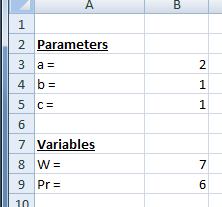 A B
1
2 Parameters
3 a = 2
4 b = 1
5 c = 1
6
7 Variables
8 W = 7
9 Pr = 6
10